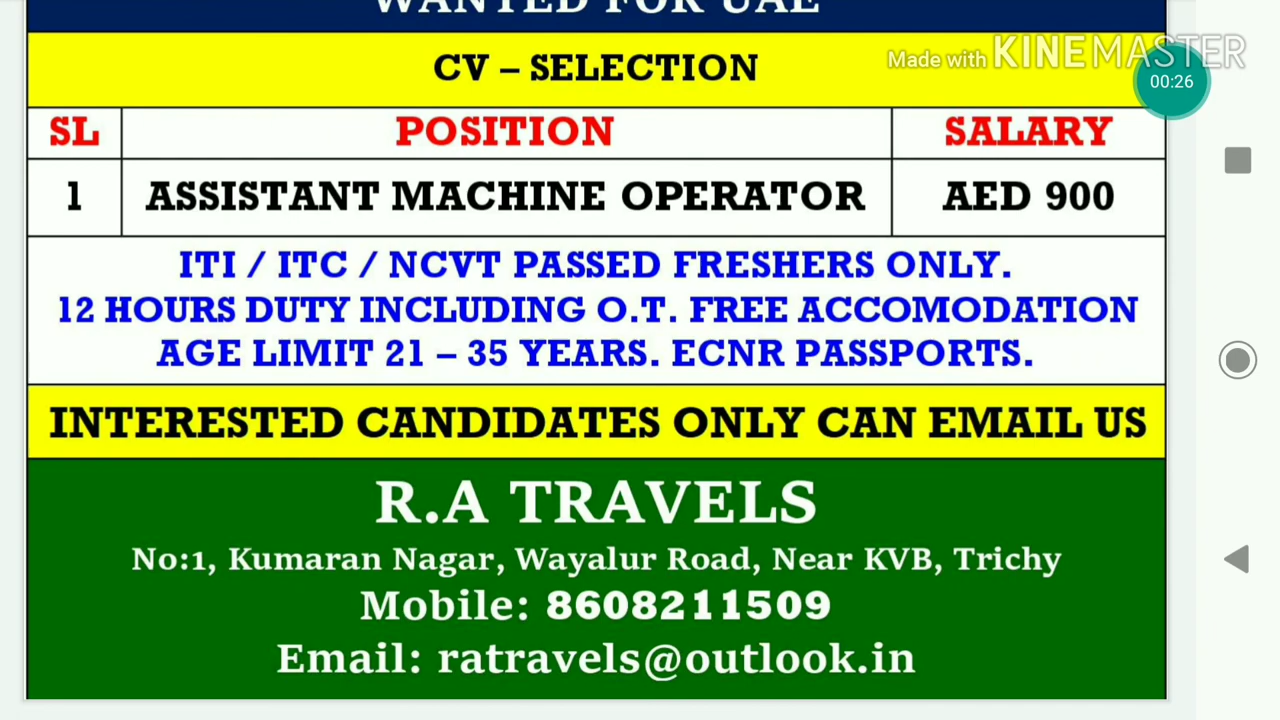 WANTED FOR UAE
CV – SELECTION
Made with KINEMASTER
00:26
SL POSITION SALARY
1 ASSISTANT MACHINE OPERATOR AED 900
ITI / ITC / NCVT PASSED FRESHERS ONLY.
12 HOURS DUTY INCLUDING O.T. FREE ACCOMODATION
AGE LIMIT 21 – 35 YEARS. ECNR PASSPORTS.
INTERESTED CANDIDATES ONLY CAN EMAIL US
R.A TRAVELS
No:1, Kumaran Nagar, Wayalur Road, Near KVB, Trichy
Mobile: 8608211509
Email: ratravels@outlook.in